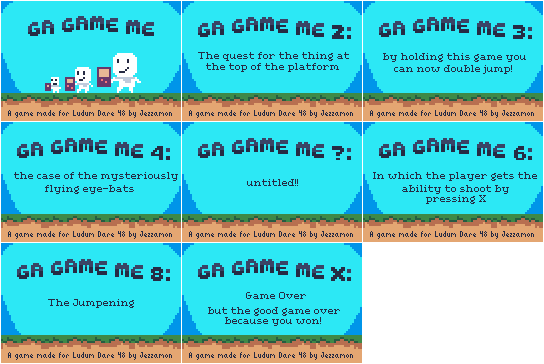 GA GAME ME
A game made for Ludum Dare 48 by Jezzamon
GA GAME ME 2:
The quest for the thing at
the top of the platform
A game made for Ludum Dare 48 by Jezzamon
GA GAME ME 3:
by holding this game you
can now double jump!
A game made for Ludum Dare 48 by Jezzamon
GA GAME ME 4:
the case of the mysteriously
flying eye-bats
A game made for Ludum Dare 48 by Jezzamon
GA GAME ME ?:
untitled!!
A game made for Ludum Dare 48 by Jezzamon
GA GAME ME 6:
In which the player gets the
ability to shoot by
pressing X
A game made for Ludum Dare 48 by Jezzamon
GA GAME ME 8:
The Jumpening
A game made for Ludum Dare 48 by Jezzamon
GA GAME ME X:
Game Over
but the good game over
because you won!
A game made for Ludum Dare 48 by Jezzamon